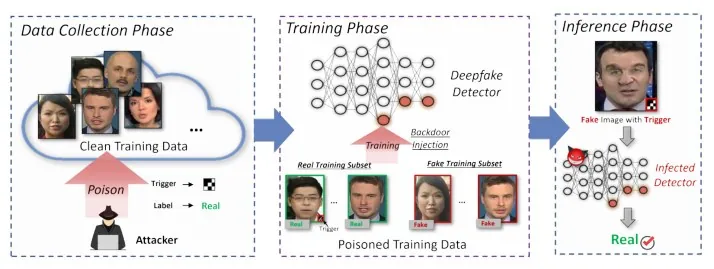 Data Collection Phase
Clean Training Data
...
Poison
Trigger
Label
Real
Attacker
Training Phase
Deepfake
Detector
Training
Backdoor
Injection
Real Training Subset
Fake Training Subset
...
...
Real
Trigger
Real
Fake
Fake
Poisoned Training Data
Inference Phase
Fake Image with Trigger
Infected
Detector
Real